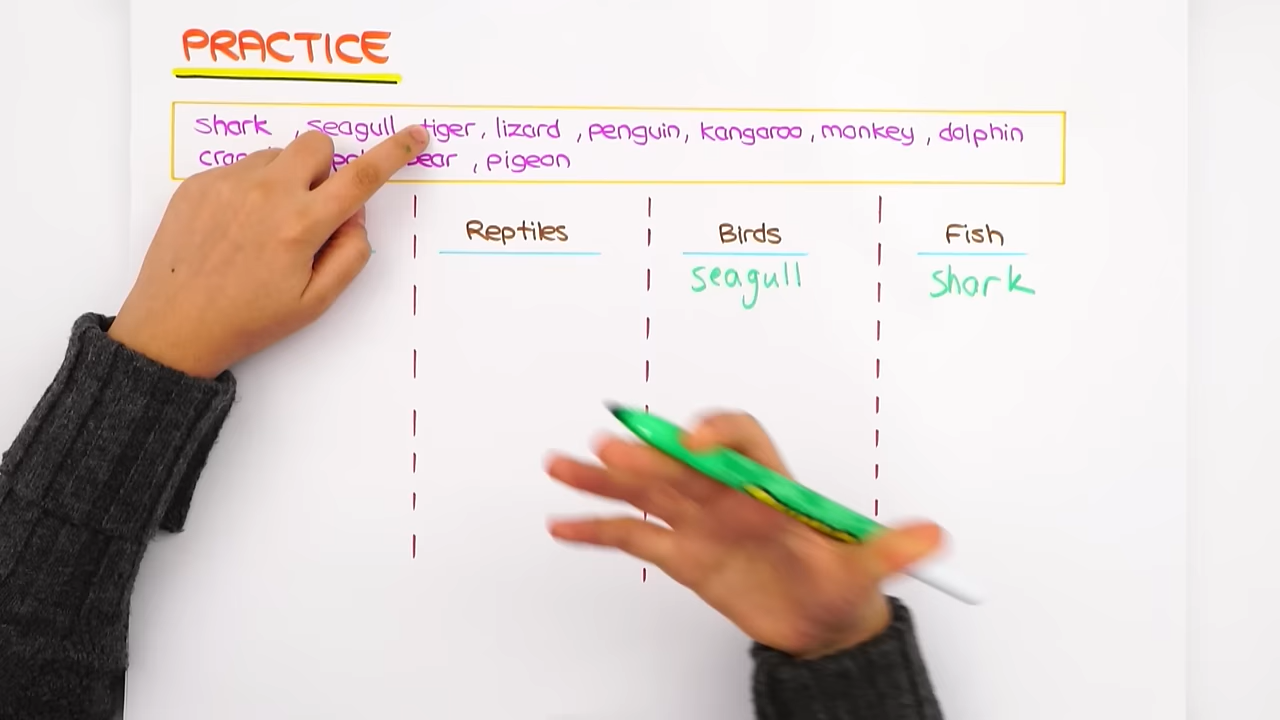 PRACTICE
shark , seagull tiger, lizard , penguin, kangaroo, monkey, dolphin
bear , pigeon
Reptiles Birds Fish
seagull shark